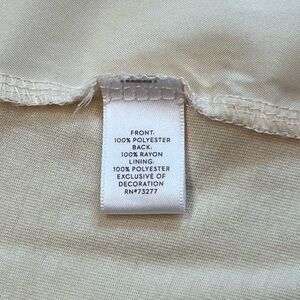 FRONT.
100% POLYESTER
BACK.
100% RAYON
LINING.
100% POLYESTER
EXCLUSIVE OF
DECORATION
RN#73277